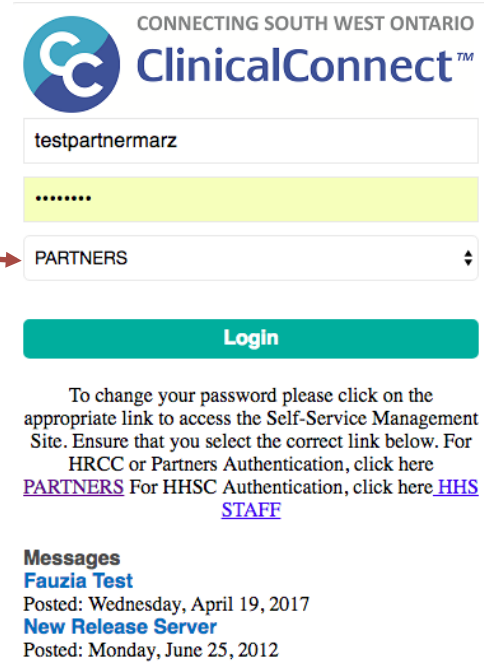 CC
CONNECTING SOUTH WEST ONTARIO
ClinicalConnect™
testpartnermarz
••••••••
PARTNERS
Login
To change your password please click on the
appropriate link to access the Self-Service Management
Site. Ensure that you select the correct link below. For
HRCC or Partners Authentication, click here
PARTNERS For HHSC Authentication, click here HHS
STAFF
Messages
Fauzia Test
Posted: Wednesday, April 19, 2017
New Release Server
Posted: Monday, June 25, 2012